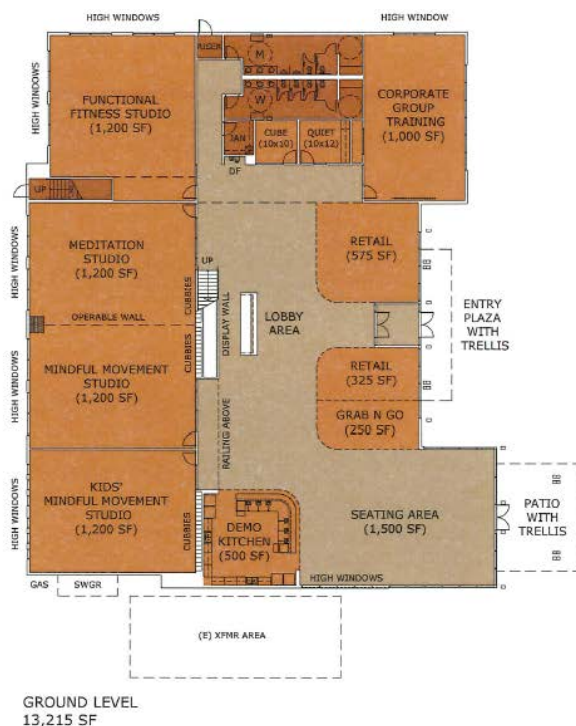 HIGH WINDOWS
HIGH WINDOW
HIGH WINDOWS
RISER
M
W
FUNCTIONAL
FITNESS STUDIO
(1,200 SF)
CORPORATE
GROUP
TRAINING
(1,000 SF)
JAN
CUBE
(10x10)
QUIET
(10x12)
DF
UP
HIGH WINDOWS
MEDITATION
STUDIO
(1,200 SF)
CUBBIES
UP
RETAIL
(575 SF)
OPERABLE WALL
DISPLAY WALL
LOBBY
AREA
ENTRY
PLAZA
WITH
TRELLIS
HIGH WINDOWS
MINDFUL MOVEMENT
STUDIO
(1,200 SF)
CUBBIES
RETAIL
(325 SF)
RAILING ABOVE
GRAB N GO
(250 SF)
HIGH WINDOWS
KIDS'
MINDFUL MOVEMENT
STUDIO
(1,200 SF)
CUBBIES
DEMO
KITCHEN
(500 SF)
SEATING AREA
(1,500 SF)
PATIO
WITH
TRELLIS
HIGH WINDOWS
GAS
SWGR
(E) XFMR AREA
GROUND LEVEL
13,215 SF